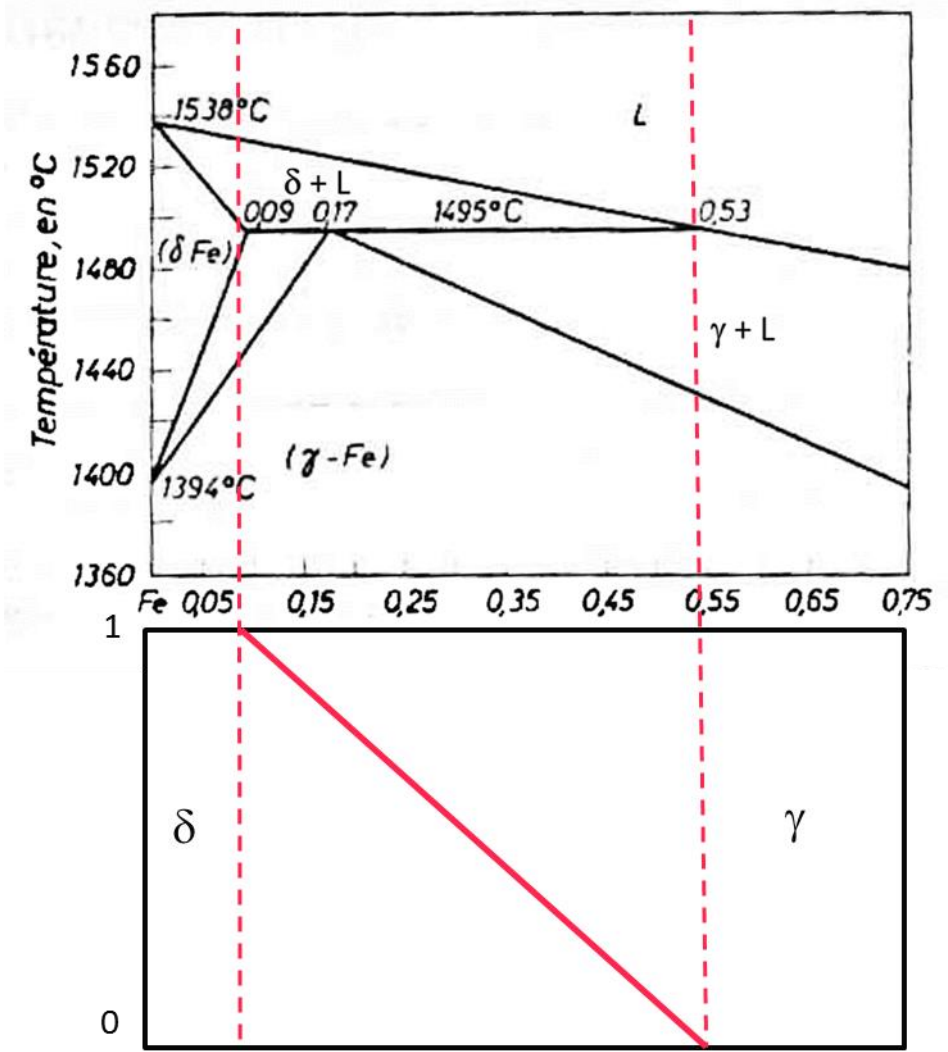 1560
1538°C
L
1520
δ + L
0,09 0,17 1495°C 0,53
(δ Fe)
1480
γ + L
1440
(γ-Fe)
1400
1394°C
1360
Fe 0,05 0,15 0,25 0,35 0,45 0,55 0,65 0,75
Température, en °C
1
δ γ
0